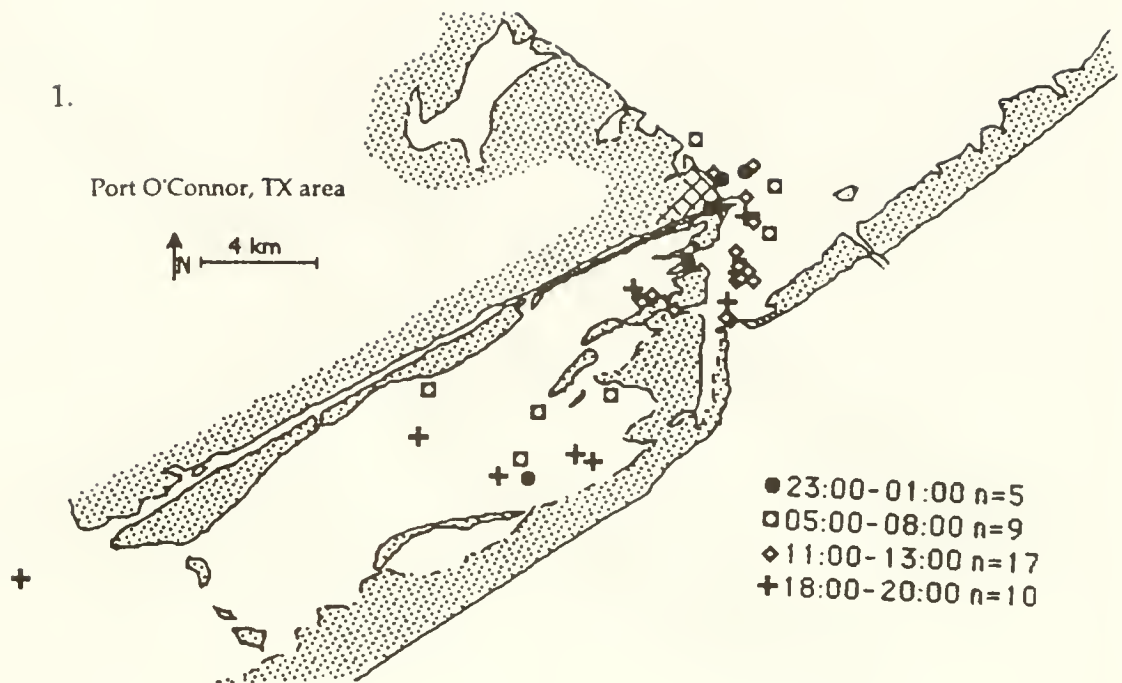 1.
Port O'Connor, TX area
N 4 km
23:00-01:00 n=5
05:00-08:00 n=9
11:00-13:00 n=17
18:00-20:00 n=10